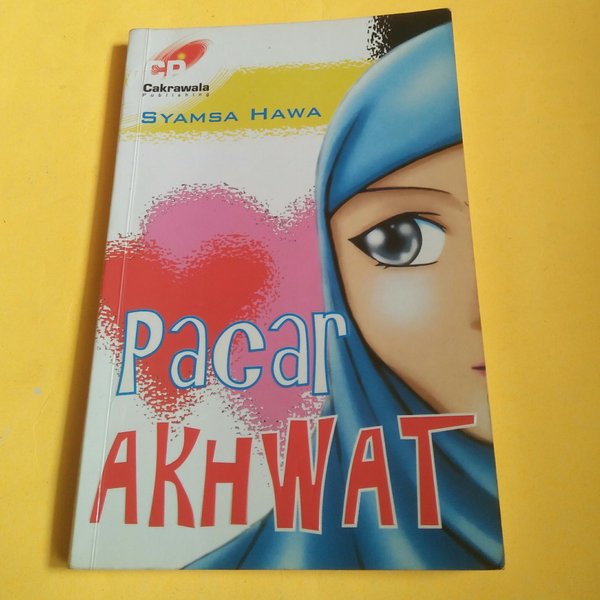 CP
Cakrawala
Publishing
SYAMSA HAWA
Pacar
AKHWAT